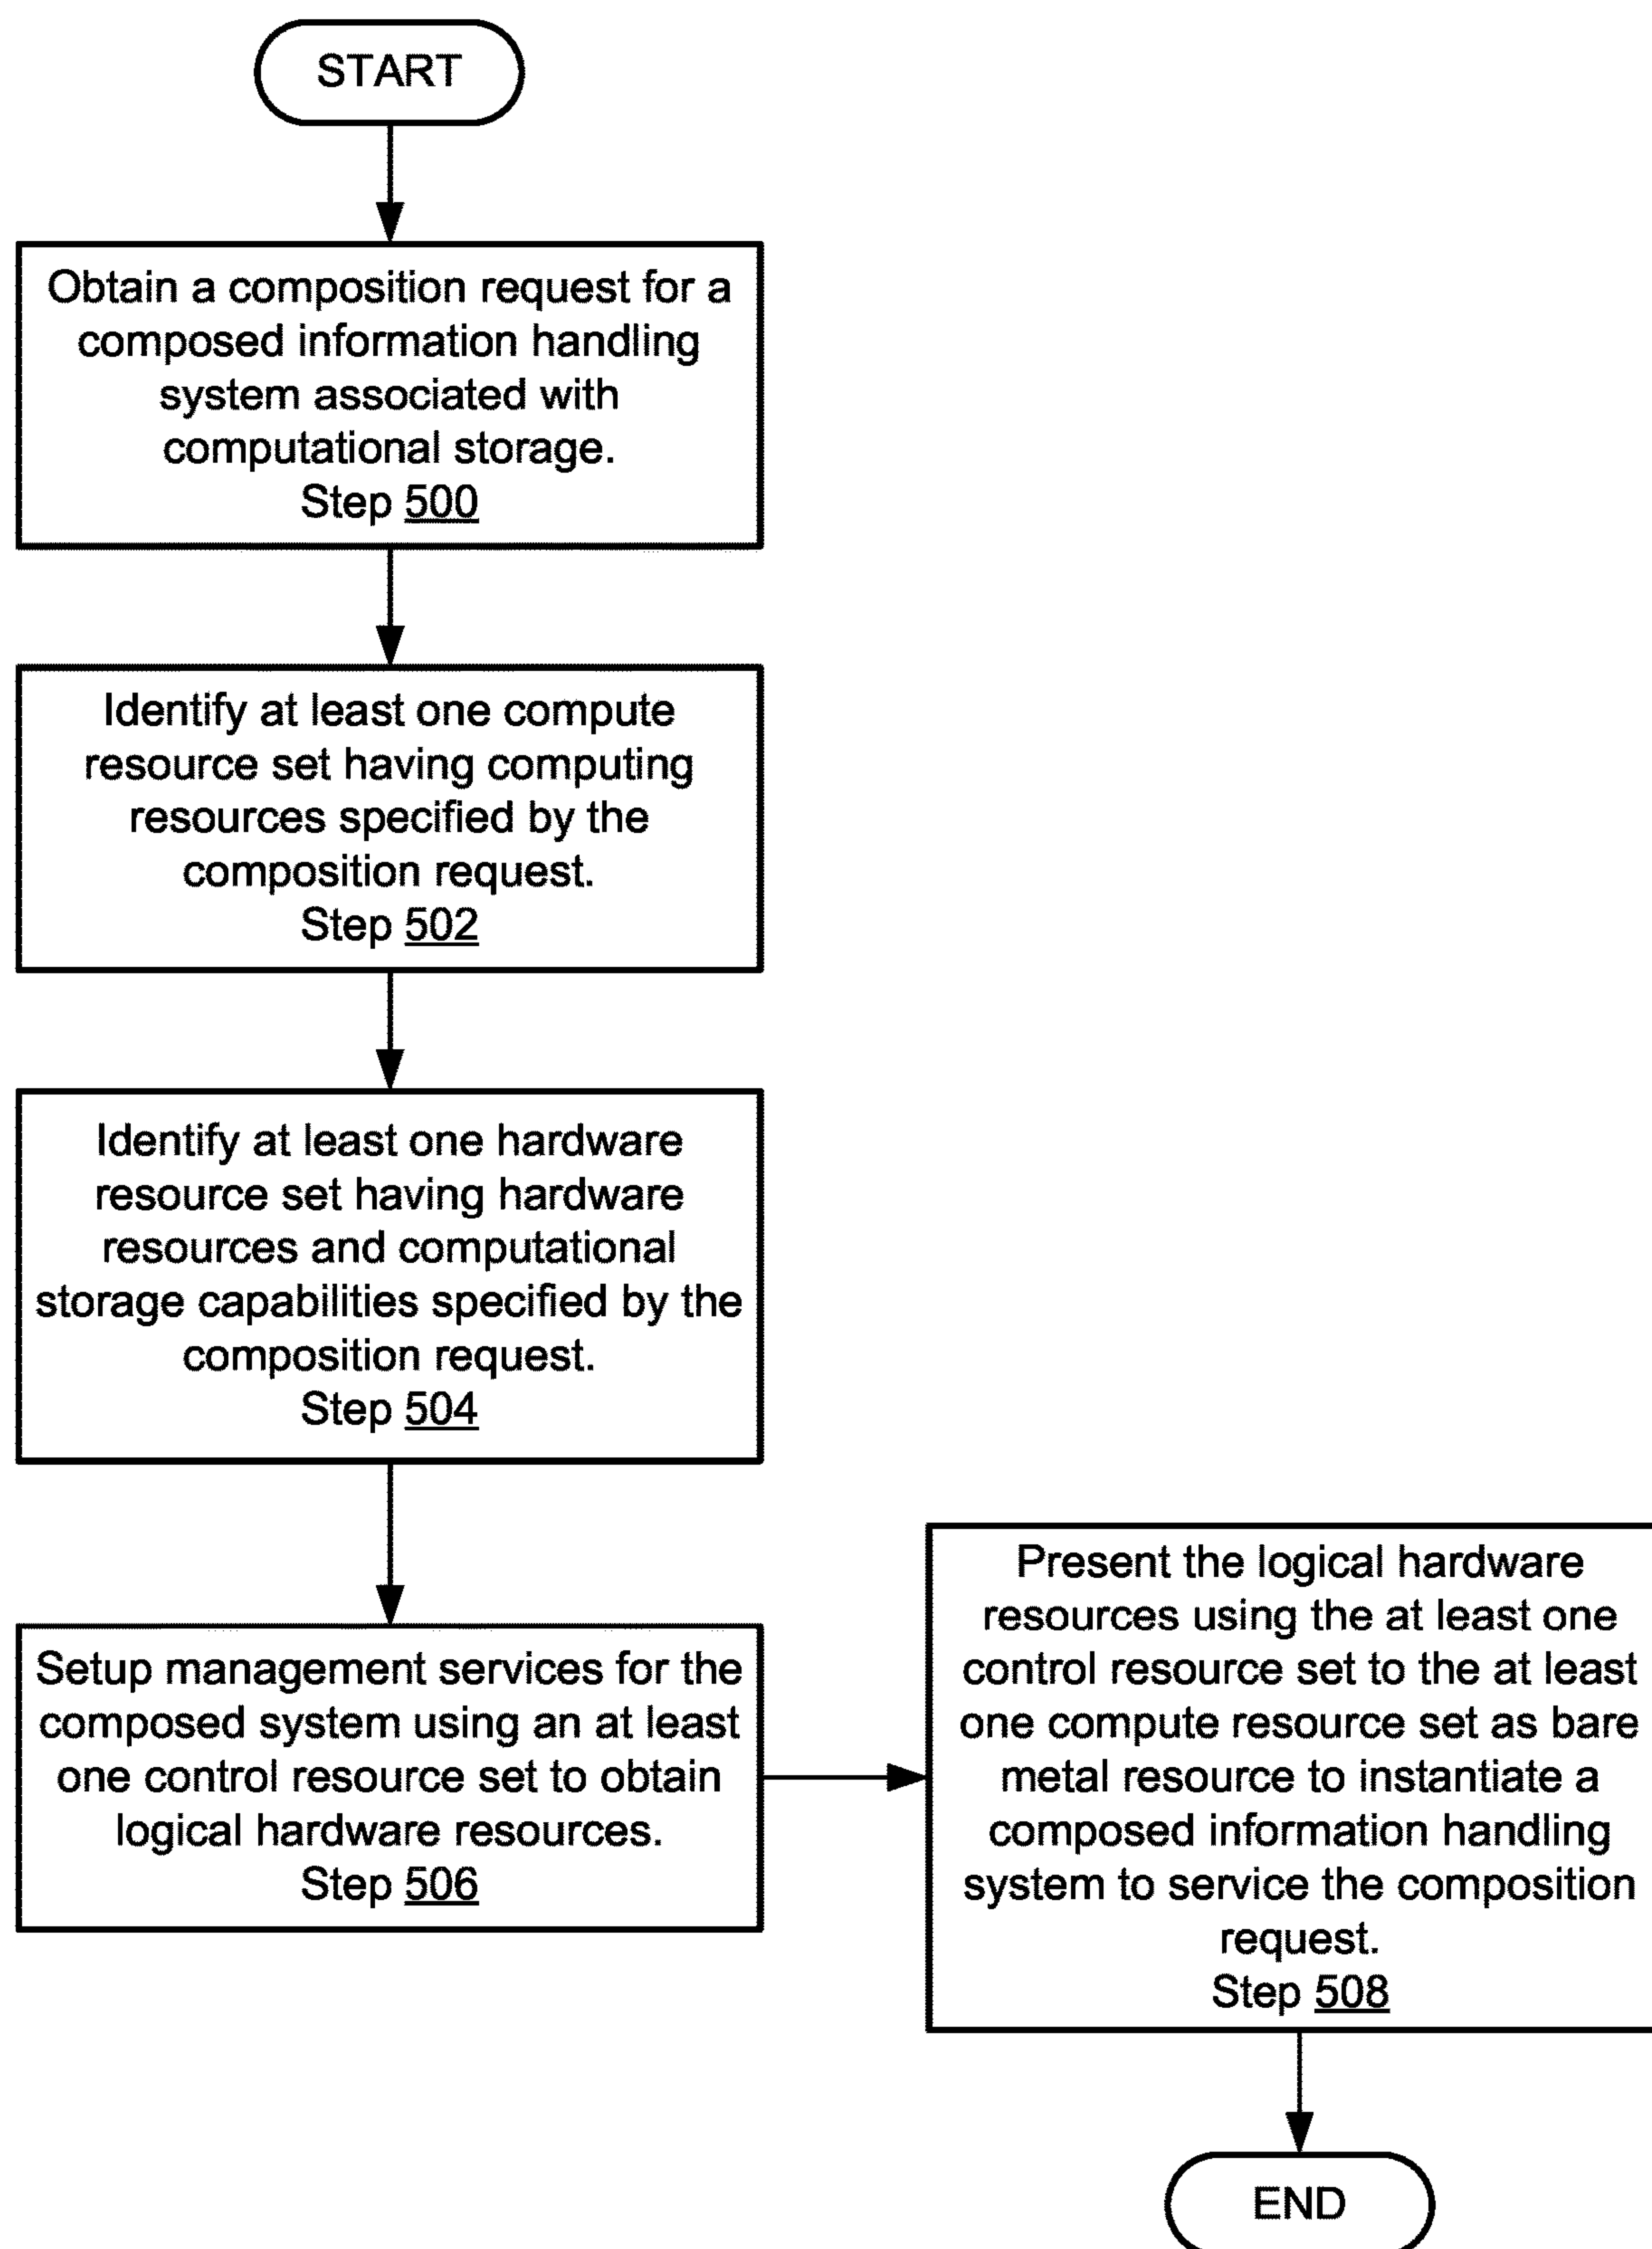 START
Obtain a composition request for a
composed information handling
system associated with
computational storage.
Step 500
Identify at least one compute
resource set having computing
resources specified by the
composition request.
Step 502
Identify at least one hardware
resource set having hardware
resources and computational
storage capabilities specified by the
composition request.
Step 504
Setup management services for the
composed system using an at least
one control resource set to obtain
logical hardware resources.
Step 506
Present the logical hardware
resources using the at least one
control resource set to the at least
one compute resource set as bare
metal resource to instantiate a
composed information handling
system to service the composition
request.
Step 508
END